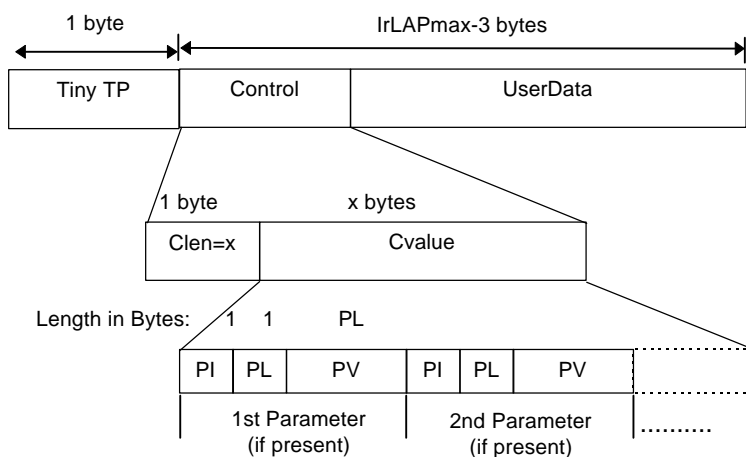 1 byte IrLAPmax-3 bytes
Tiny TP Control UserData
1 byte x bytes
Clen=x Cvalue
Length in Bytes: 1 1 PL
PI PL PV PI PL PV
1st Parameter 2nd Parameter ..........
(if present) (if present)